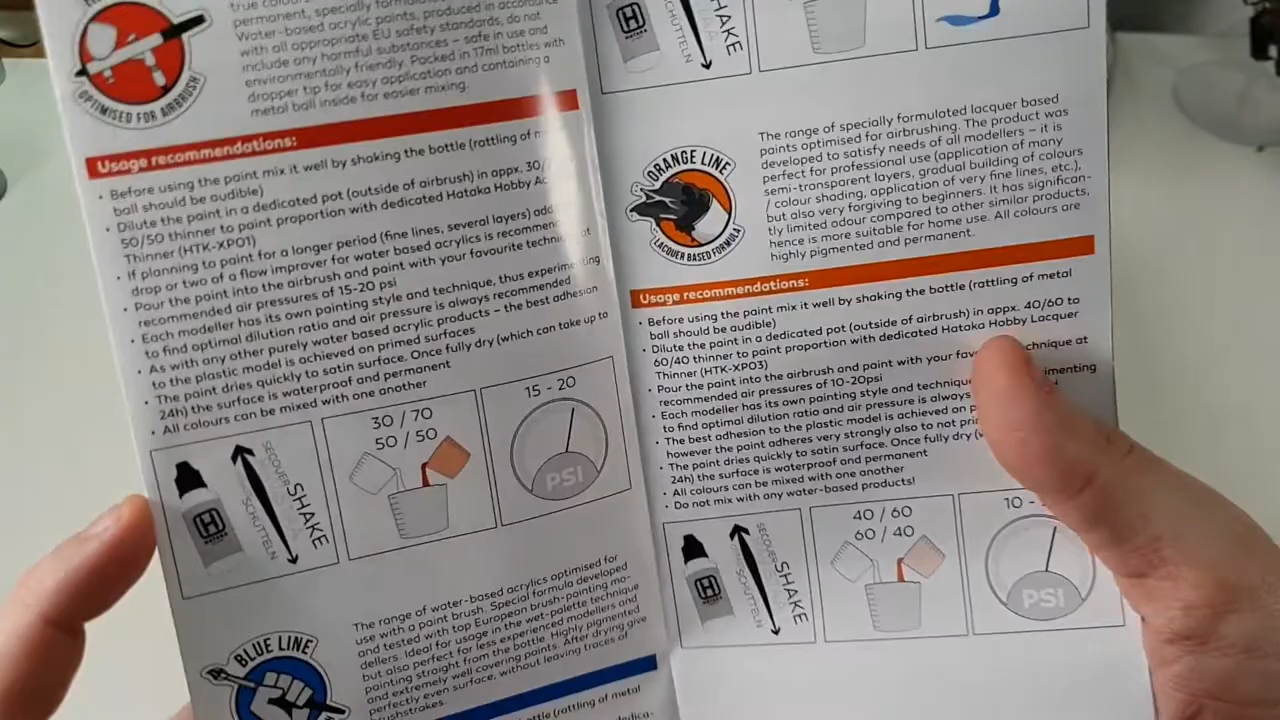 true colou
permanent, specially formula
Water-based acrylic paints, produced in accordance
with all appropriate EU safety standards, do not
include any harmful substances – safe in use and
environmentally friendly. Packed in 17ml bottles with
dropper tip for easy application and containing a
metal ball inside for easier mixing.
OPTIMISED FOR AIRBRUSH
Usage recommendations:
• Before using the paint mix it well by shaking the bottle (rattling of m
ball should be audible)
• Dilute the paint in a dedicated pot (outside of airbrush) in appx. 30/
50/50 thinner to paint proportion with dedicated Hataka Hobby Ac
Thinner (HTK-XP01)
• If planning to paint for a longer period (fine lines, several layers) add
drop or two of a flow improver for water based acrylics is recommen
• Pour the paint into the airbrush and paint with your favourite technique at
recommended air pressures of 15-20 psi
• Each modeller has its own painting style and technique, thus experimenting
to find optimal dilution ratio and air pressure is always recommended
• As with any other purely water based acrylic products – the best adhesion
to the plastic model is achieved on primed surfaces
• The paint dries quickly to satin surface. Once fully dry (which can take up to
24h) the surface is waterproof and permanent
• All colours can be mixed with one another
SECOUER SHAKE
SCHÜTTELN
H
HATAKA
30 / 70
50 / 50
15 - 20
PSI
BLUE LINE
The range of water-based acrylics optimised for
use with a paint brush. Special formula developed
and tested with top European brush-painting mo-
dellers. Ideal for usage in the wet-palette technique
but also perfect for less experienced modellers and
painting straight from the bottle. Highly pigmented
and extremely well covering paints. After drying give
perfectly even surface, without leaving traces of
brushstrokes.
ottle (rattling of metal
dedica-
H
HATAKA
SHAKE
SCHÜTTELN
ORANGE LINE
LACQUER BASED FORMULA
The range of specially formulated lacquer based
paints optimised for airbrushing. The product was
developed to satisfy needs of all modellers – it is
perfect for professional use (application of many
semi-transparent layers, gradual building of colours
/ colour shading, application of very fine lines, etc.),
but also very forgiving to beginners. It has significan-
tly limited odour compared to other similar products,
hence is more suitable for home use. All colours are
highly pigmented and permanent.
Usage recommendations:
• Before using the paint mix it well by shaking the bottle (rattling of metal
ball should be audible)
• Dilute the paint in a dedicated pot (outside of airbrush) in appx. 40/60 to
60/40 thinner to paint proportion with dedicated Hataka Hobby Lacquer
Thinner (HTK-XP03)
• Pour the paint into the airbrush and paint with your favo chnique at
recommended air pressures of 10-20psi
• Each modeller has its own painting style and technique imenting
to find optimal dilution ratio and air pressure is always
• The best adhesion to the plastic model is achieved on p
however the paint adheres very strongly also to not pri
• The paint dries quickly to satin surface. Once fully dry (
24h) the surface is waterproof and permanent
• All colours can be mixed with one another
• Do not mix with any water-based products!
H
HATAKA
SECOUER SHAKE
SCHÜTTELN
40 / 60
60 / 40
10 -
PSI